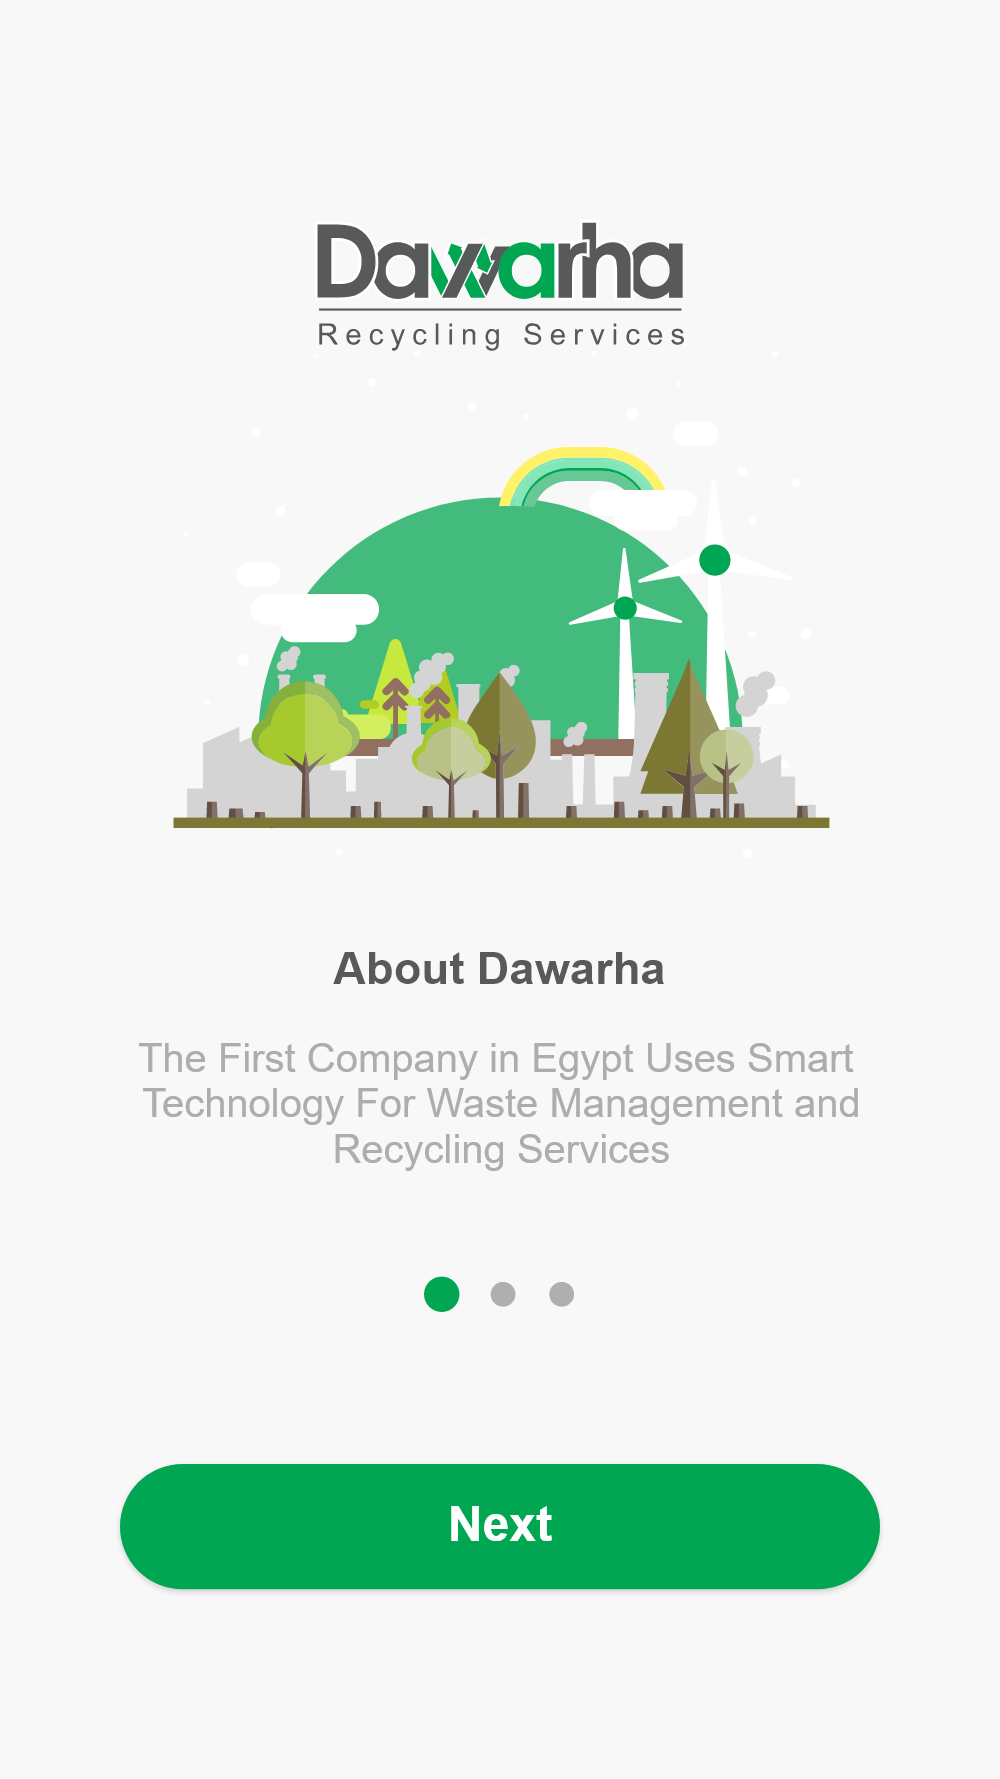 Dawarha
Recycling Services
About Dawarha
The First Company in Egypt Uses Smart
Technology For Waste Management and
Recycling Services
Next